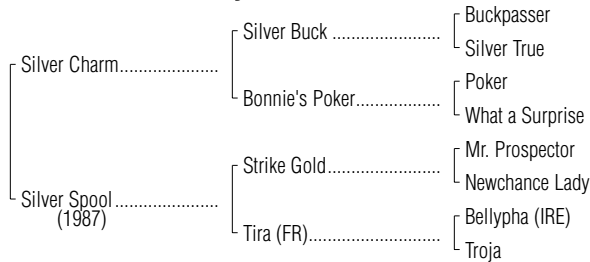 Buckpasser
Silver Buck ..................
Silver True
Silver Charm.....................
Poker
Bonnie's Poker..................
What a Surprise
Mr. Prospector
Strike Gold........................
Newchance Lady
Silver Spool ......................
(1987)
Bellypha (IRE)
Tira (FR)............................
Troja